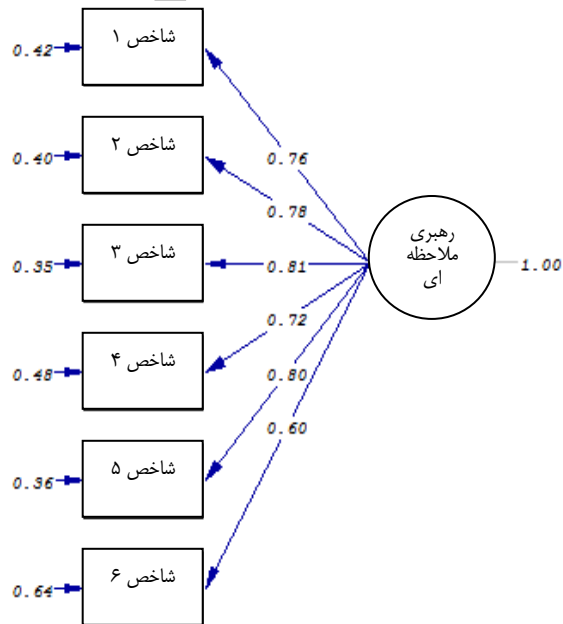 شاخص ۱
0.42
0.76
شاخص ۲
0.40
0.78
شاخص ۳
0.35
0.81
رهبری
ملاحظه
ای
1.00
شاخص ۴
0.48
0.72
شاخص ۵
0.36
0.80
شاخص ۶
0.64
0.60